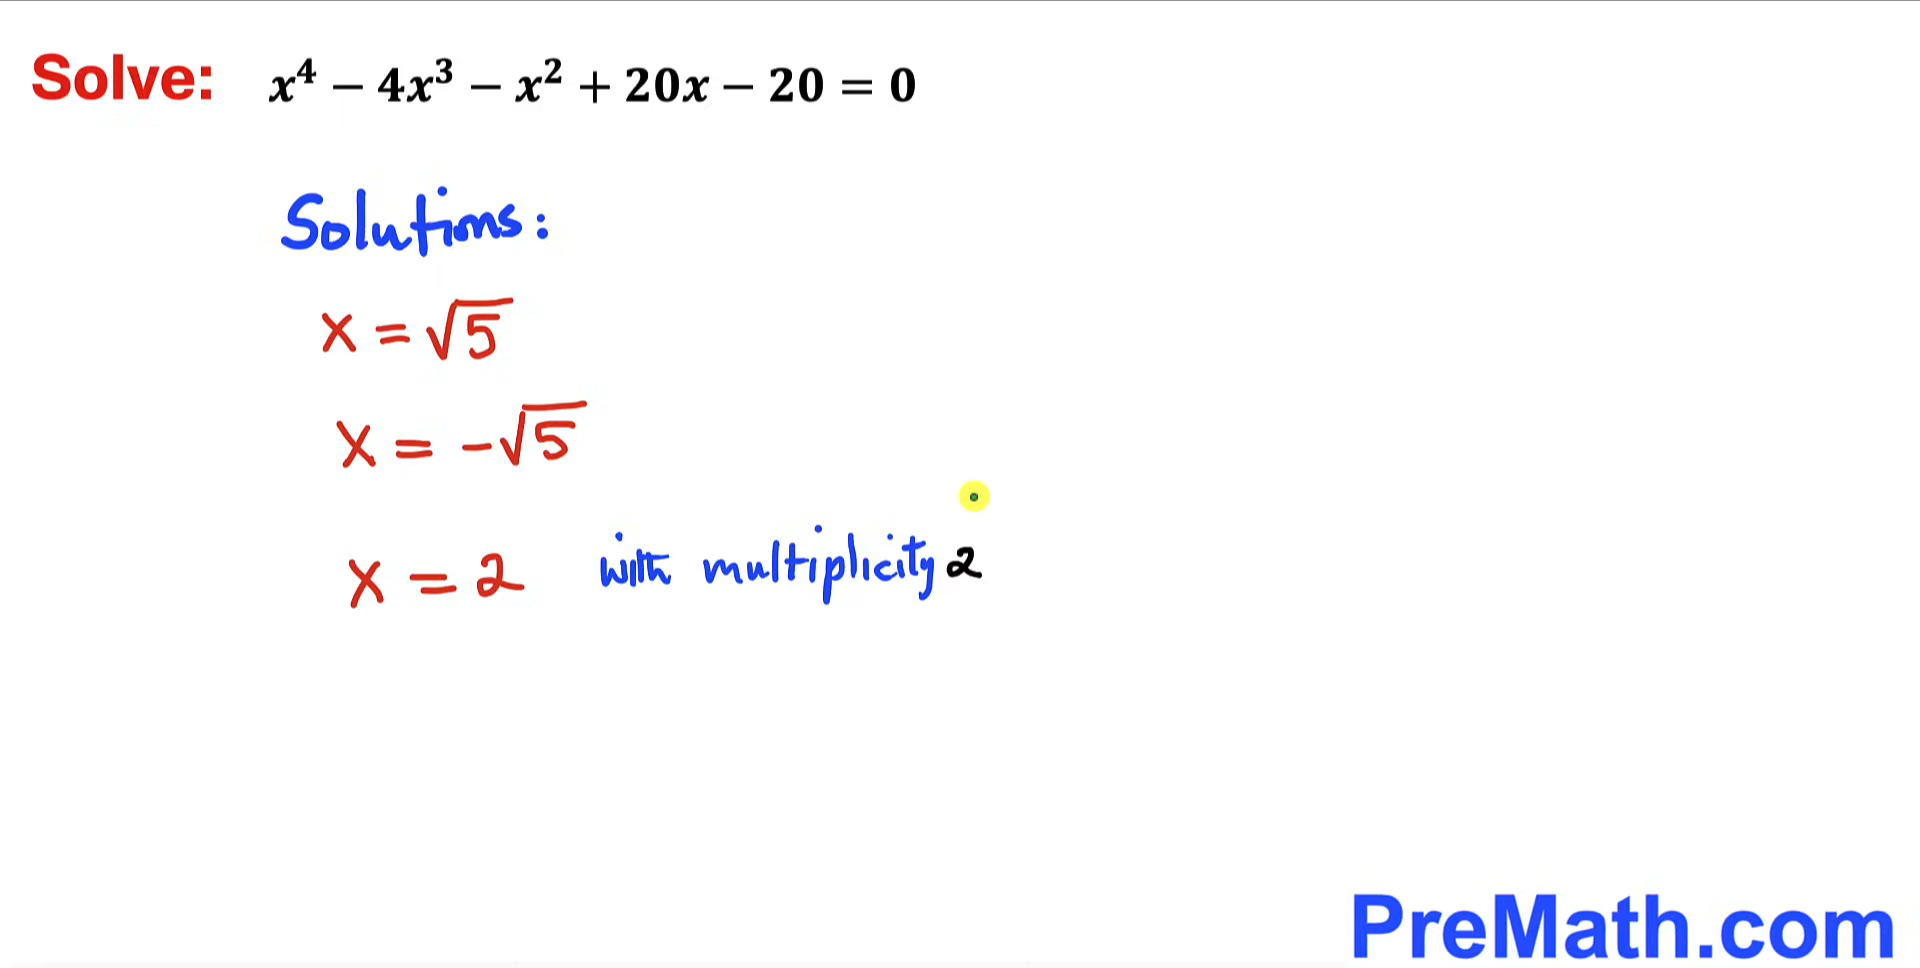 Solve: x⁴ − 4x³ − x² + 20x − 20 = 0
Solutions:
x = √5
x = −√5
x = 2 with multiplicity 2
PreMath.com